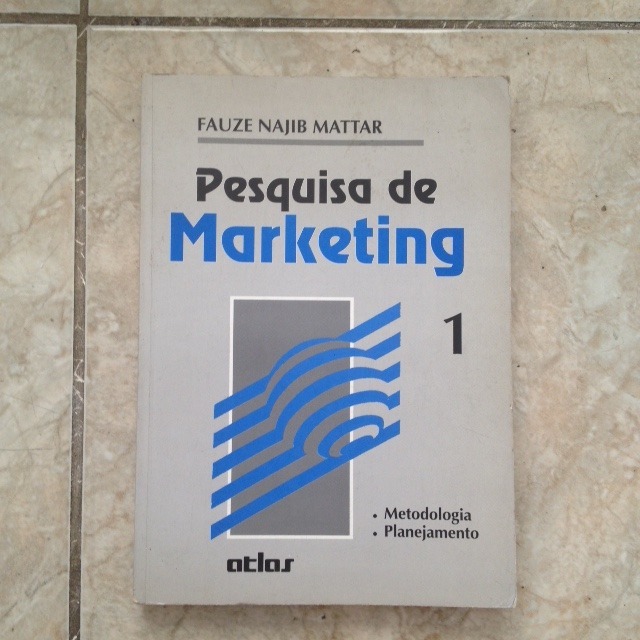 FAUZE NAJIB MATTAR
Pesquisa de
Marketing
1
• Metodologia
• Planejamento
atlas